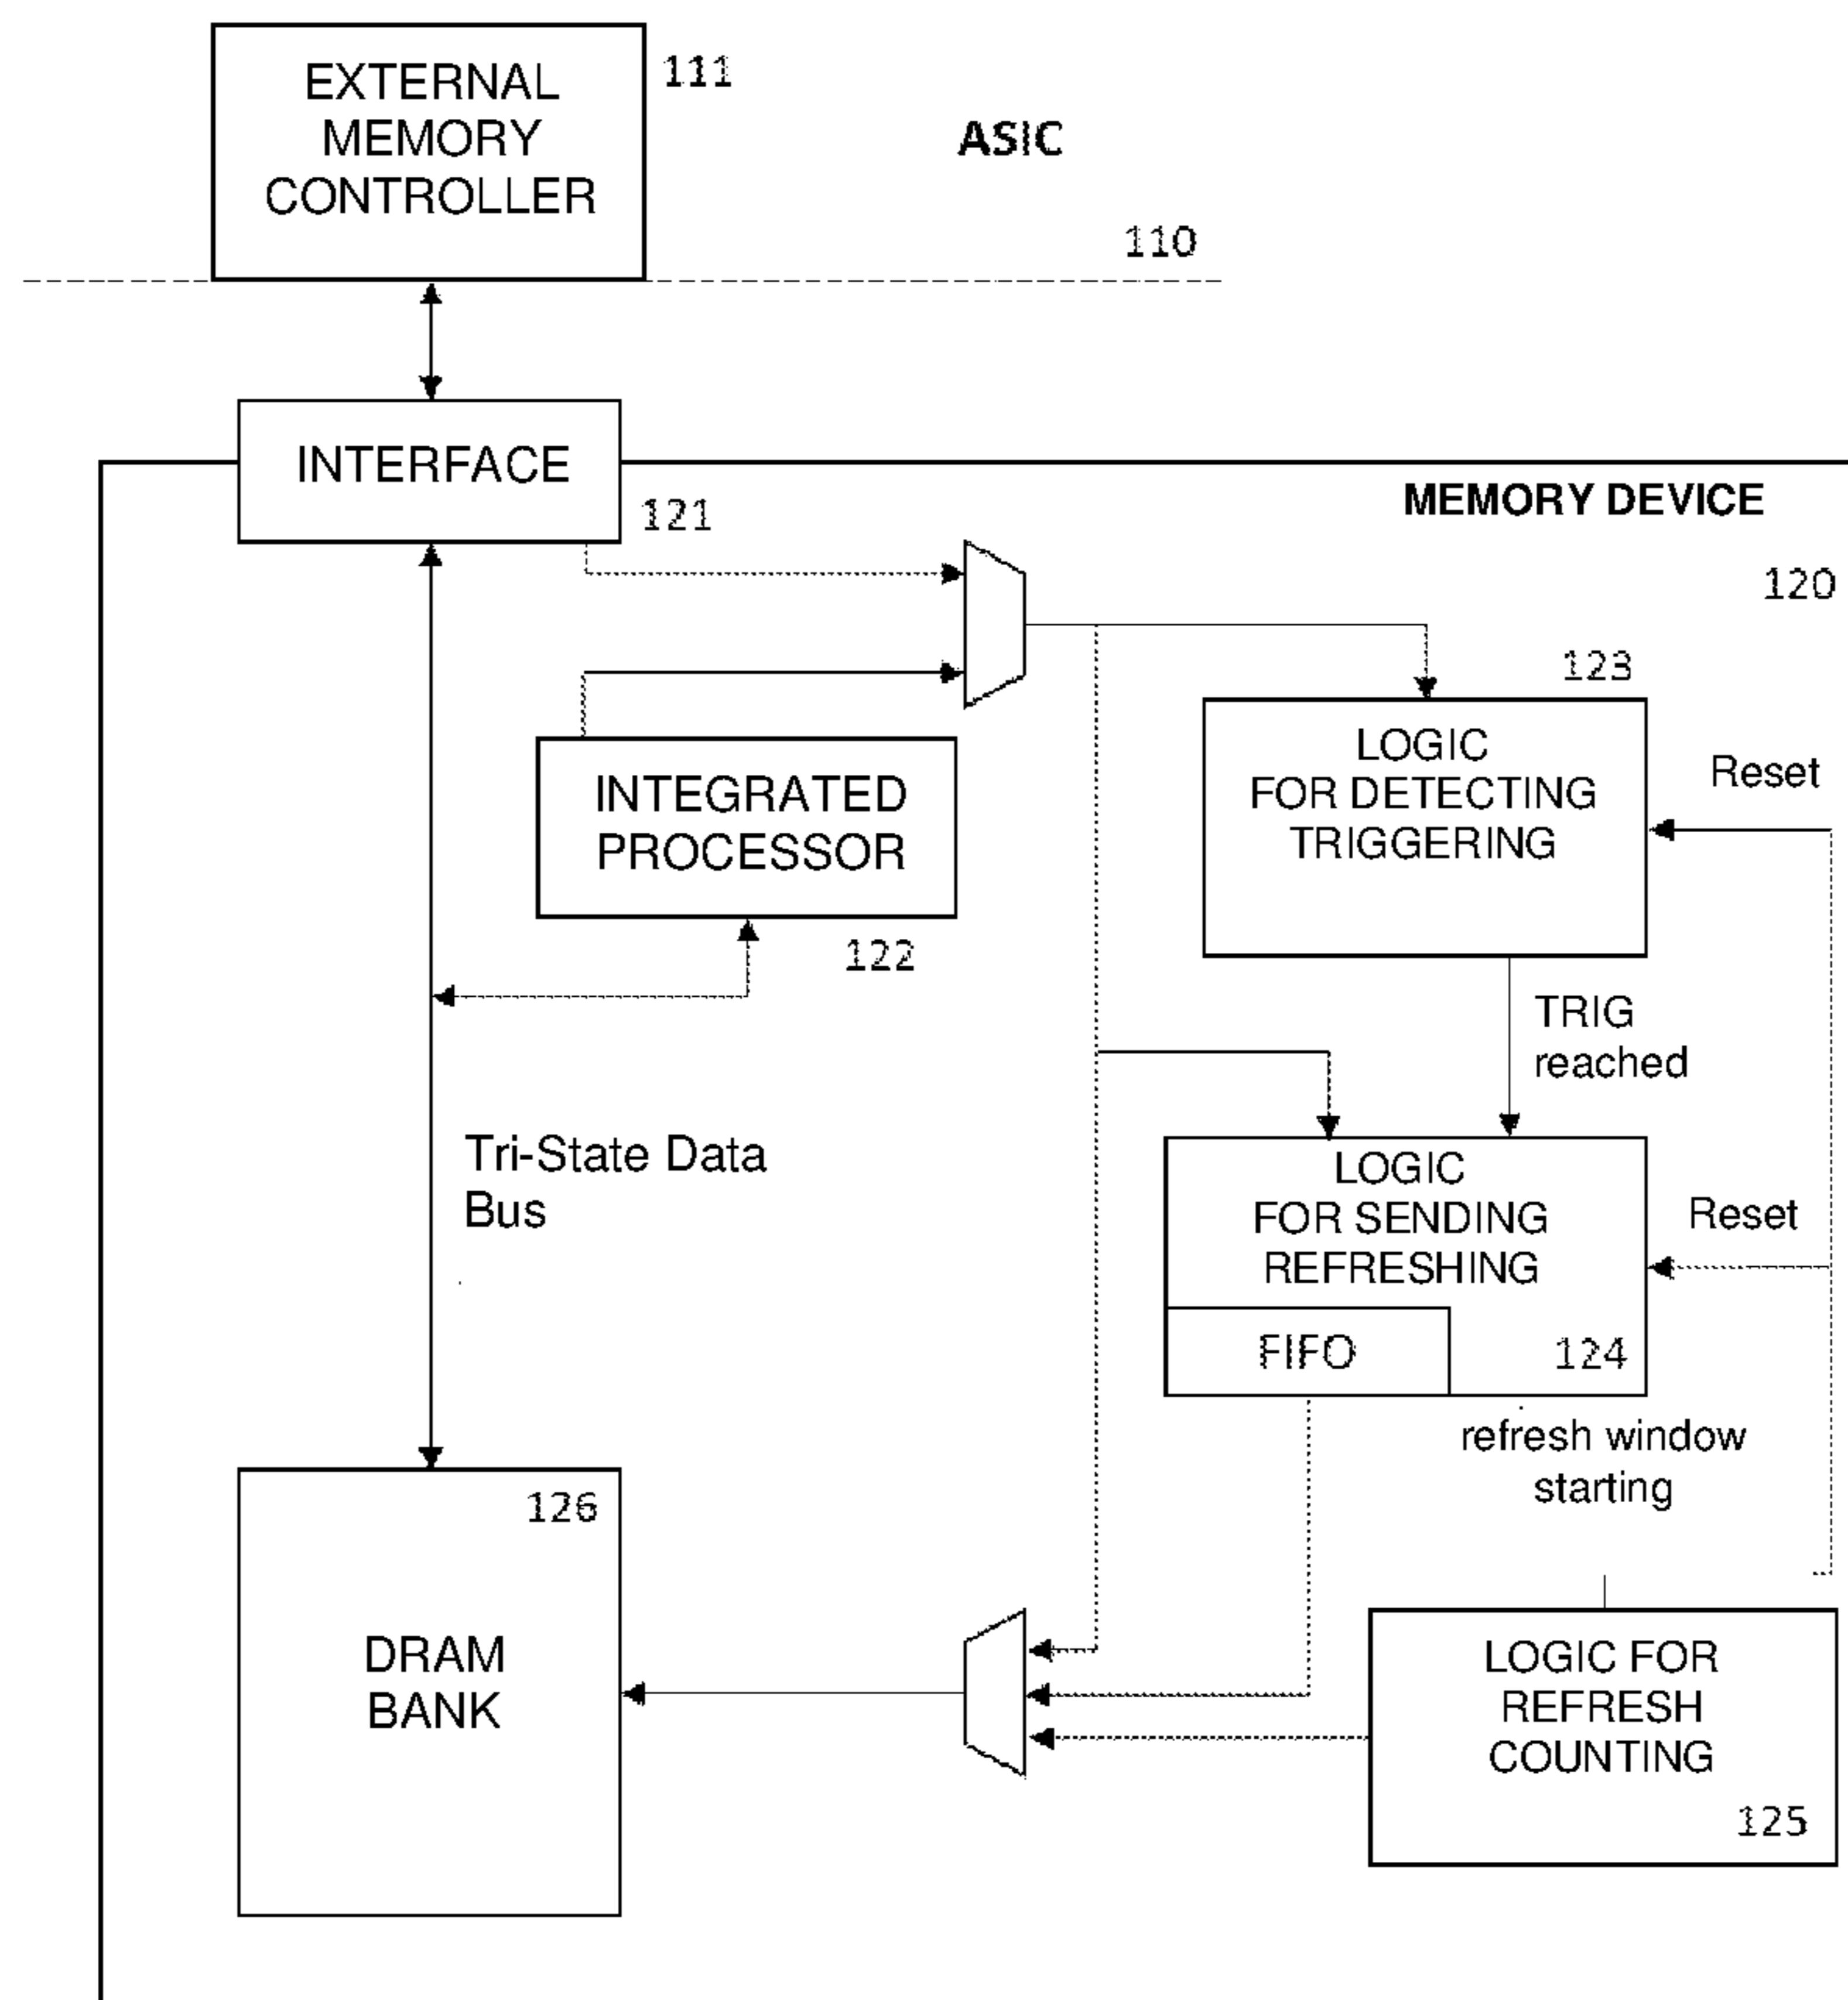 EXTERNAL
MEMORY
CONTROLLER
111
ASIC
110
INTERFACE
121
MEMORY DEVICE
120
123
LOGIC
FOR DETECTING
TRIGGERING
Reset
INTEGRATED
PROCESSOR
122
TRIG
reached
Tri-State Data
Bus
LOGIC
FOR SENDING
REFRESHING
Reset
FIFO
124
refresh window
starting
126
DRAM
BANK
LOGIC FOR
REFRESH
COUNTING
125